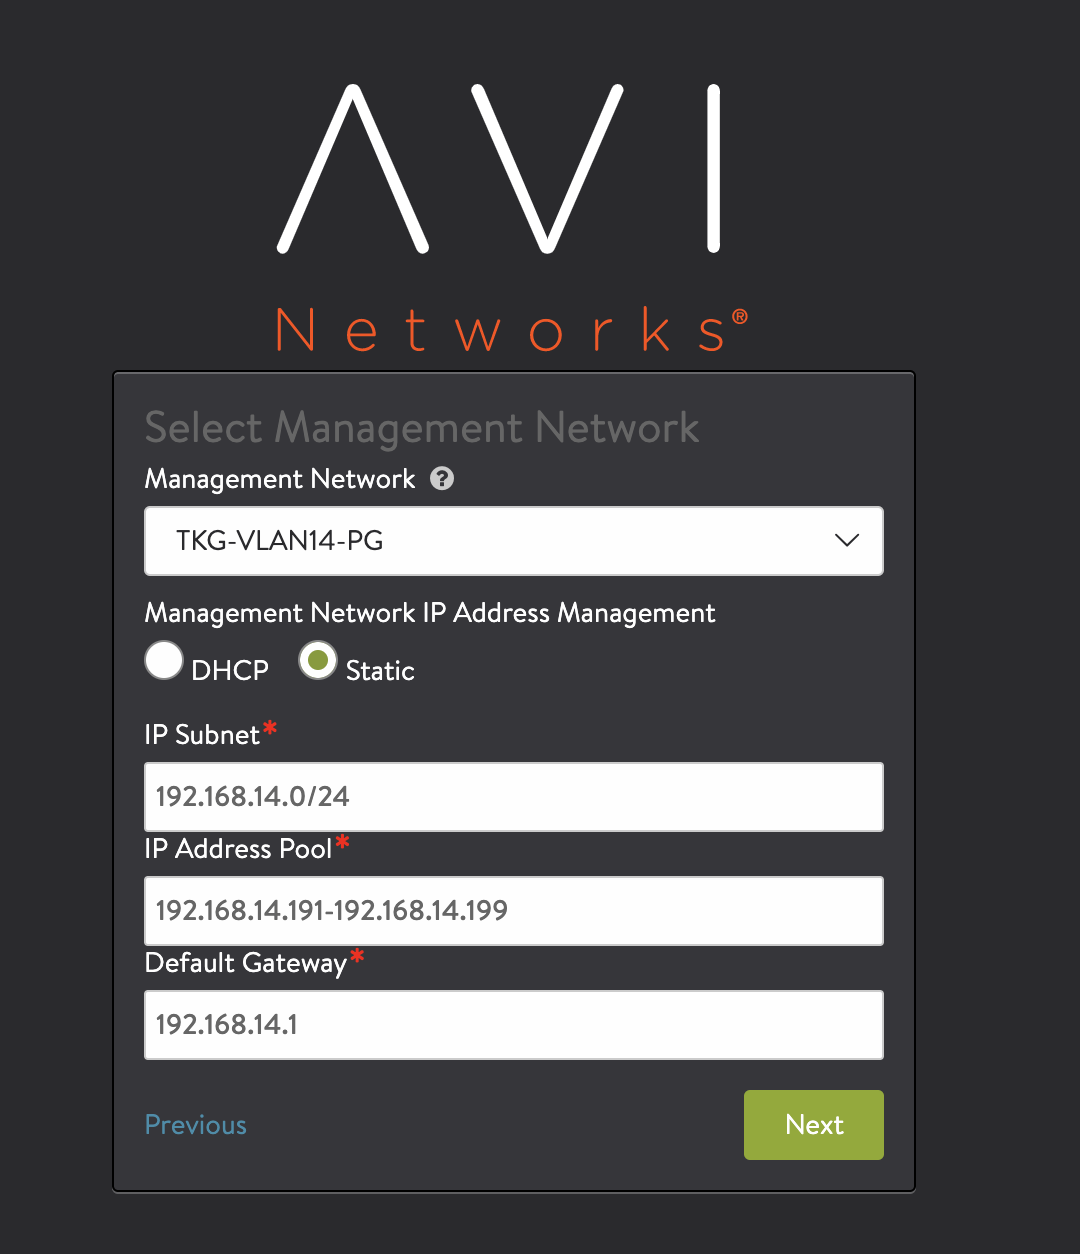 AVI
Networks®
Select Management Network
Management Network ?
TKG-VLAN14-PG
Management Network IP Address Management
DHCP Static
IP Subnet*
192.168.14.0/24
IP Address Pool*
192.168.14.191-192.168.14.199
Default Gateway*
192.168.14.1
Previous Next